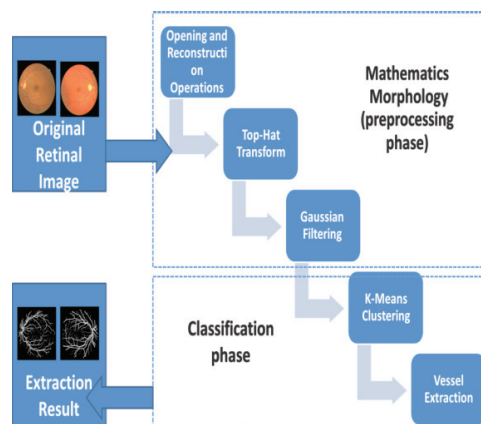 Opening and
Reconstructi
on
Operations
Mathematics
Morphology
(preprocessing
phase)
Original
Retinal
Image
Top-Hat
Transform
Gaussian
Filtering
K-Means
Clustering
Classification
phase
Vessel
Extraction
Extraction
Result